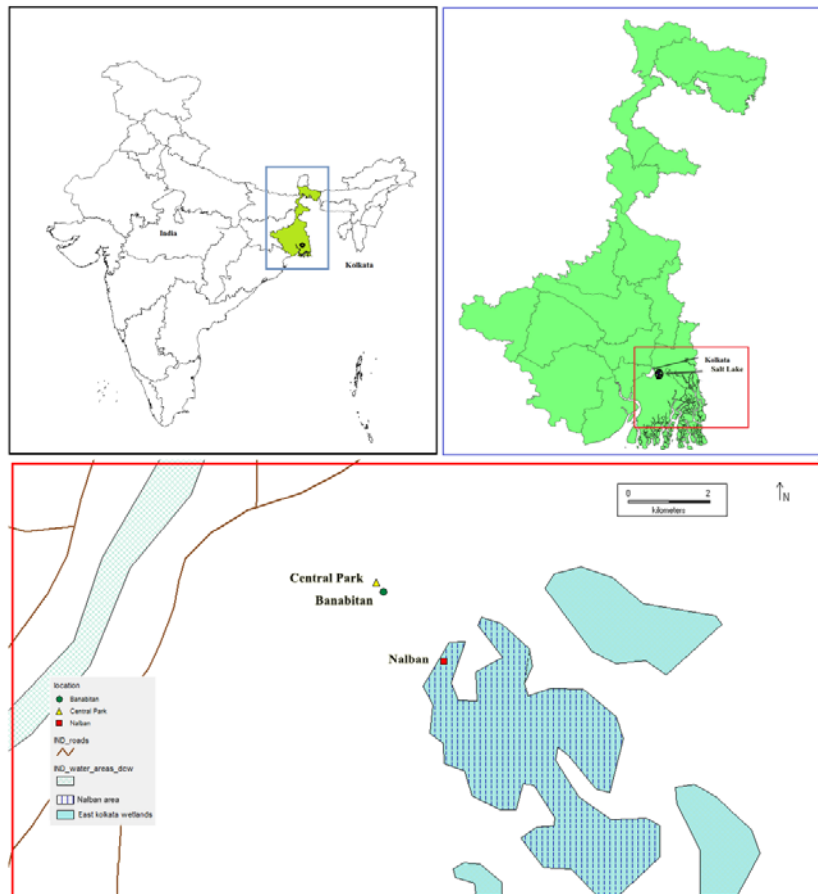 India
Kolkata
Kolkata
Salt Lake
0 2
kilometers
N
Central Park
Banabitan
Nalban
location
Banabitan
Central Park
Nalban
IND_roads
IND_water_areas_dcw
Nalban area
East kolkata wetlands